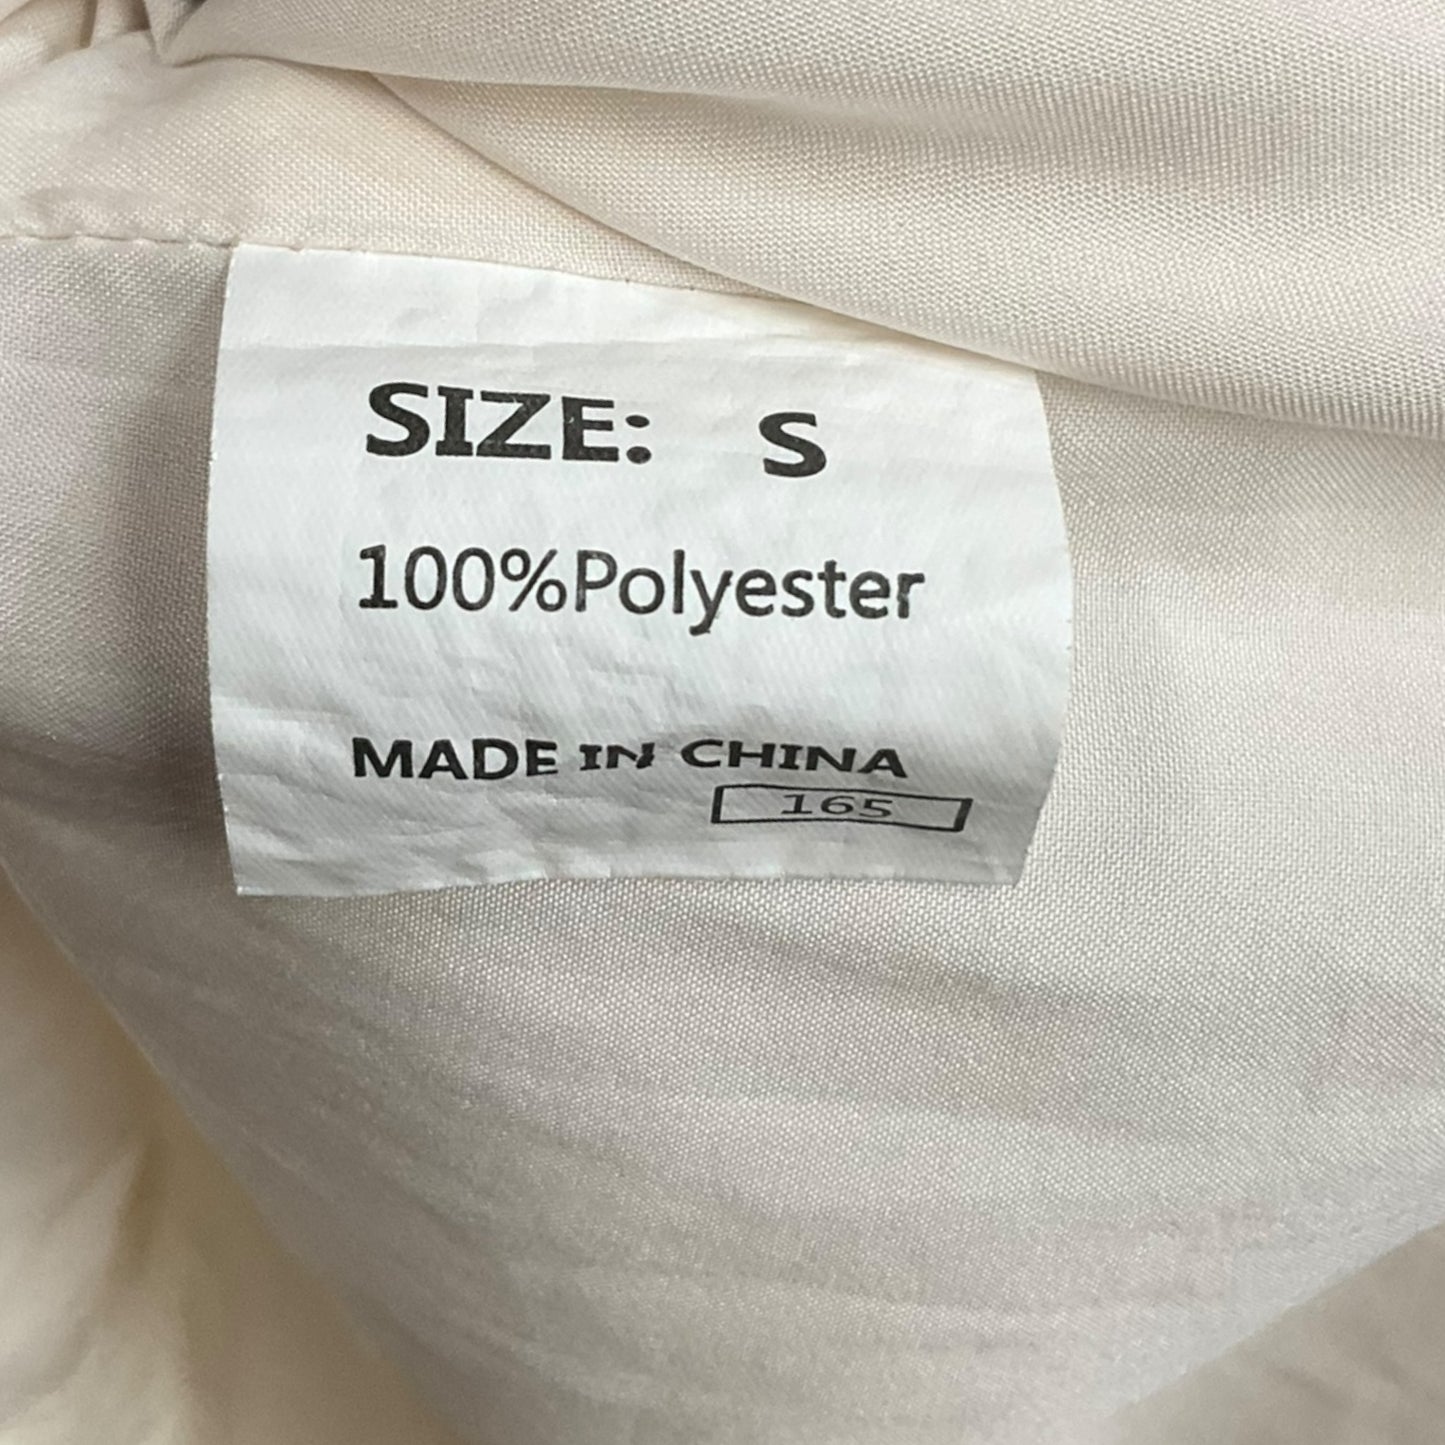 SIZE: S
100%Polyester
MADE IN CHINA
165